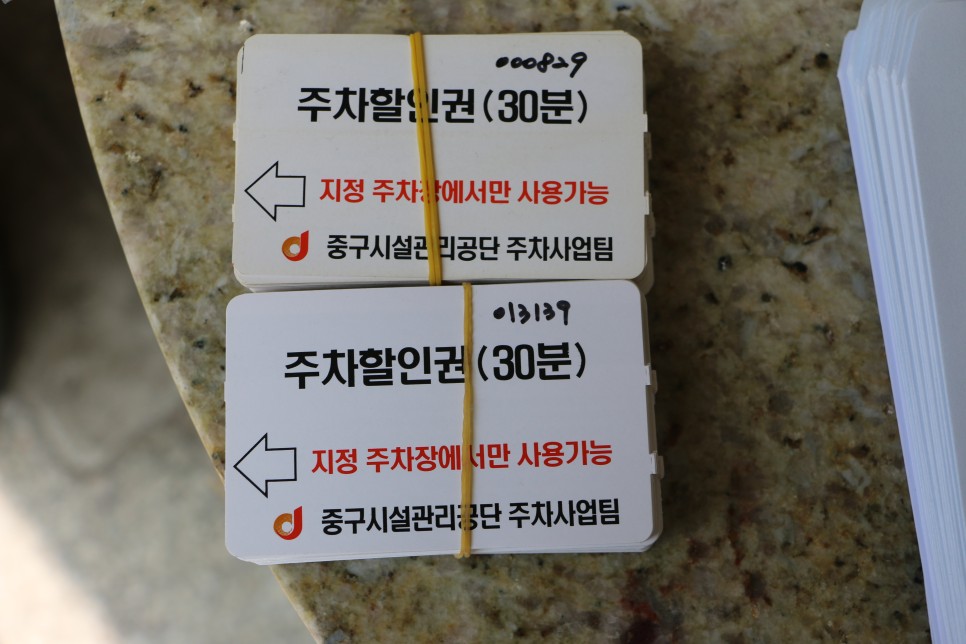 000829
주차할인권(30분)
지정 주차장에서만 사용가능
중구시설관리공단 주차사업팀
013139
주차할인권(30분)
지정 주차장에서만 사용가능
중구시설관리공단 주차사업팀